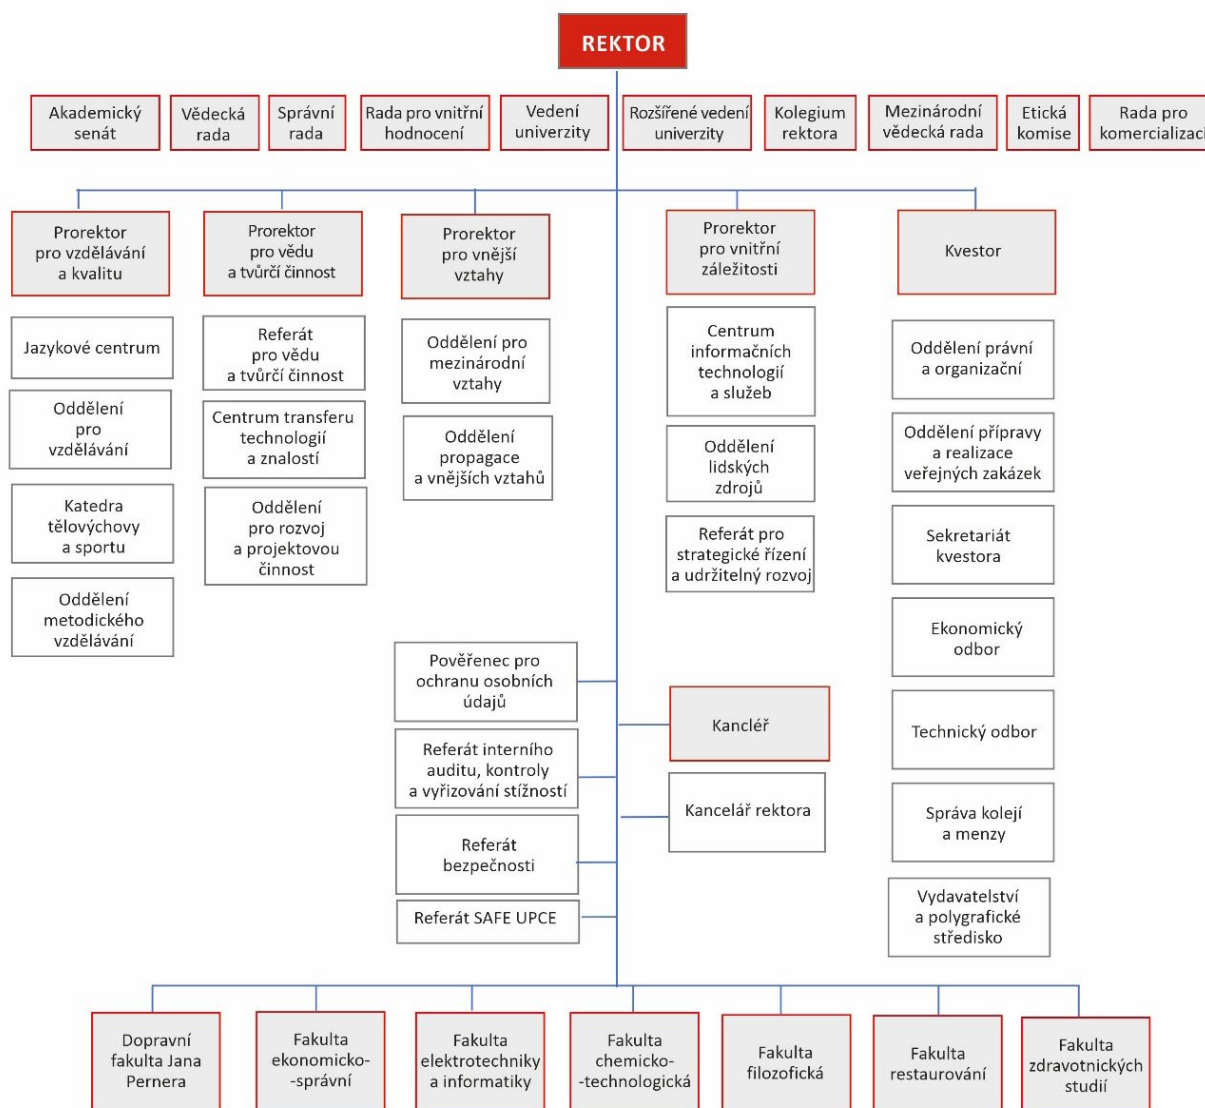 REKTOR
Akademický
senát
Vědecká
rada
Správní
rada
Rada pro vnitřní
hodnocení
Vedení
univerzity
Rozšířené vedení
univerzity
Kolegium
rektora
Mezinárodní
vědecká rada
Etická
komise
Rada pro
komercializaci
Prorektor
pro vzdělávání
a kvalitu
Prorektor
pro vědu
a tvůrčí činnost
Prorektor
pro vnější
vztahy
Prorektor
pro vnitřní
záležitosti
Kvestor
Jazykové centrum
Oddělení
pro
vzdělávání
Katedra
tělovýchovy
a sportu
Oddělení
metodického
vzdělávání
Referát
pro vědu
a tvůrčí činnost
Centrum transferu
technologií
a znalostí
Oddělení
pro rozvoj
a projektovou
činnost
Oddělení pro
mezinárodní
vztahy
Oddělení
propagace
a vnějších vztahů
Centrum
informačních
technologií
a služeb
Oddělení
lidských
zdrojů
Referát pro
strategické řízení
a udržitelný rozvoj
Oddělení právní
a organizační
Oddělení přípravy
a realizace
veřejných zakázek
Sekretariát
kvestora
Ekonomický
odbor
Technický odbor
Správa kolejí
a menzy
Vydavatelství
a polygrafické
středisko
Pověřenec pro
ochranu osobních
údajů
Referát interního
auditu, kontroly
a vyřizování stížností
Referát
bezpečnosti
Referát SAFE UPCE
Kancléř
Kancelář rektora
Dopravní
fakulta Jana
Pernera
Fakulta
ekonomicko-
-správní
Fakulta
elektrotechniky
a informatiky
Fakulta
chemicko-
-technologická
Fakulta
filozofická
Fakulta
restaurování
Fakulta
zdravotnických
studií